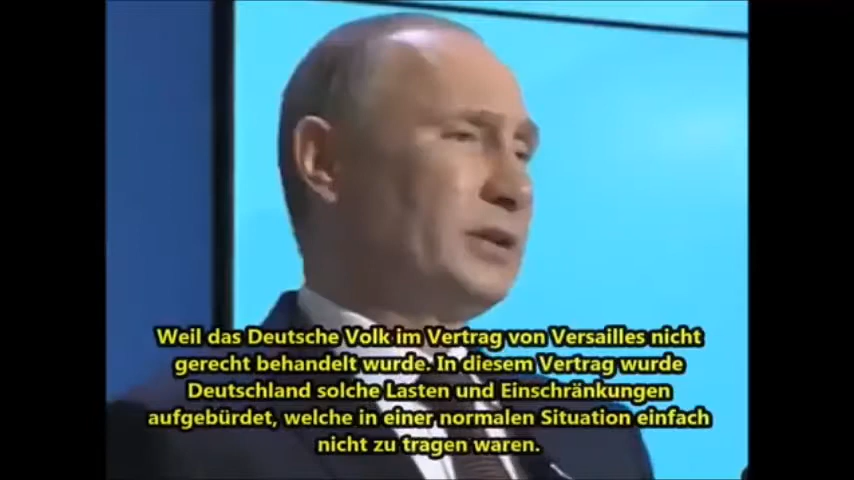 Weil das Deutsche Volk im Vertrag von Versailles nicht
gerecht behandelt wurde. In diesem Vertrag wurde
Deutschland solche Lasten und Einschränkungen
aufgebürdet, welche in einer normalen Situation einfach
nicht zu tragen waren.